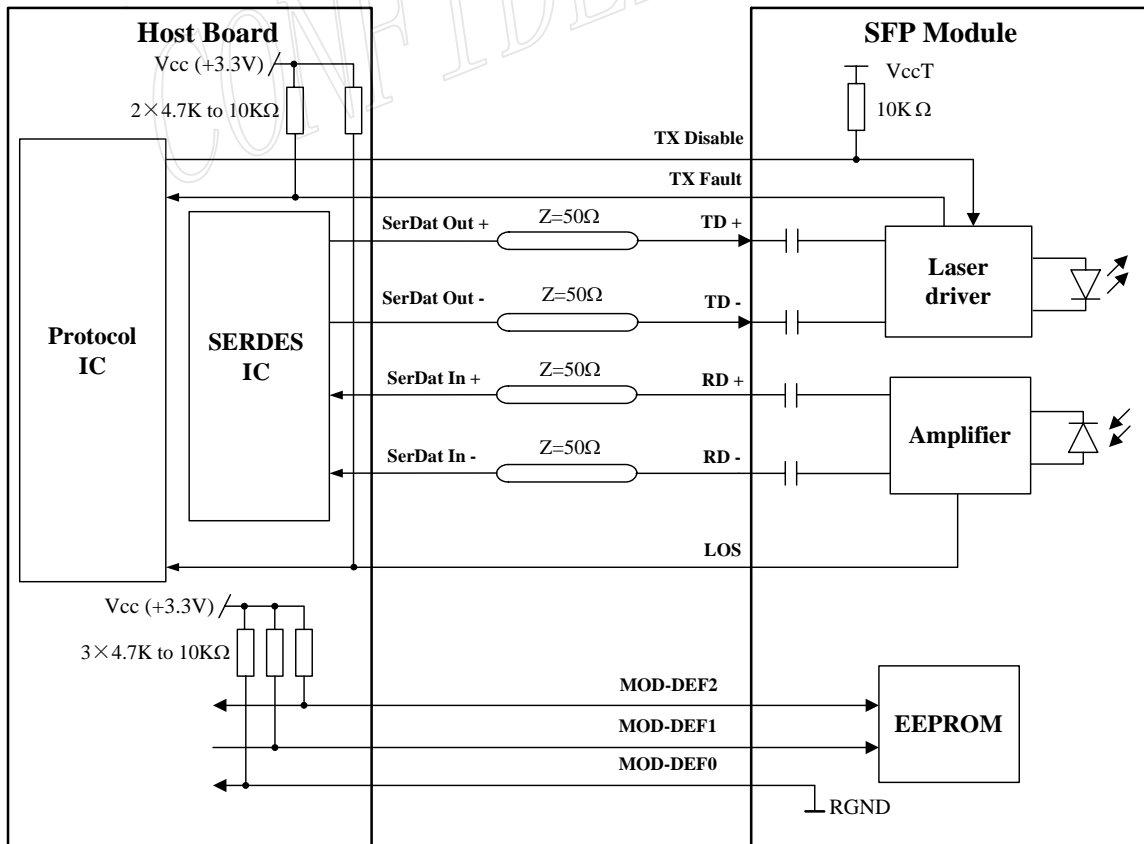 CONFIDE
Host Board
SFP Module
Vcc (+3.3V)
VccT
2×4.7K to 10KΩ
10K Ω
TX Disable
TX Fault
SerDat Out +
Z=50Ω
TD +
Laser
driver
SerDat Out -
Z=50Ω
TD -
Protocol
IC
SERDES
IC
SerDat In +
Z=50Ω
RD +
Amplifier
SerDat In -
Z=50Ω
RD -
LOS
Vcc (+3.3V)
3×4.7K to 10KΩ
MOD-DEF2
MOD-DEF1
EEPROM
MOD-DEF0
RGND